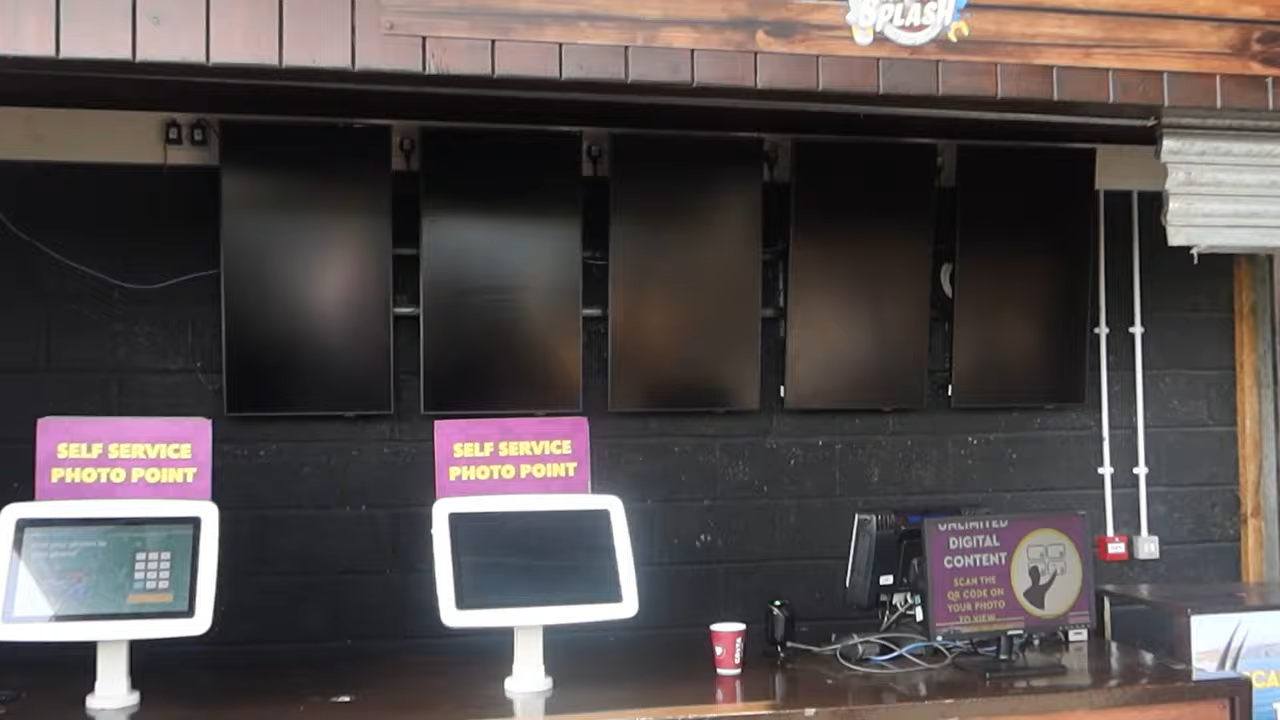 SPLASH
SELF SERVICE
PHOTO POINT
SELF SERVICE
PHOTO POINT
UNLIMITED
DIGITAL
CONTENT
SCAN THE
QR CODE ON
YOUR PHOTO
TO VIEW
COSTA